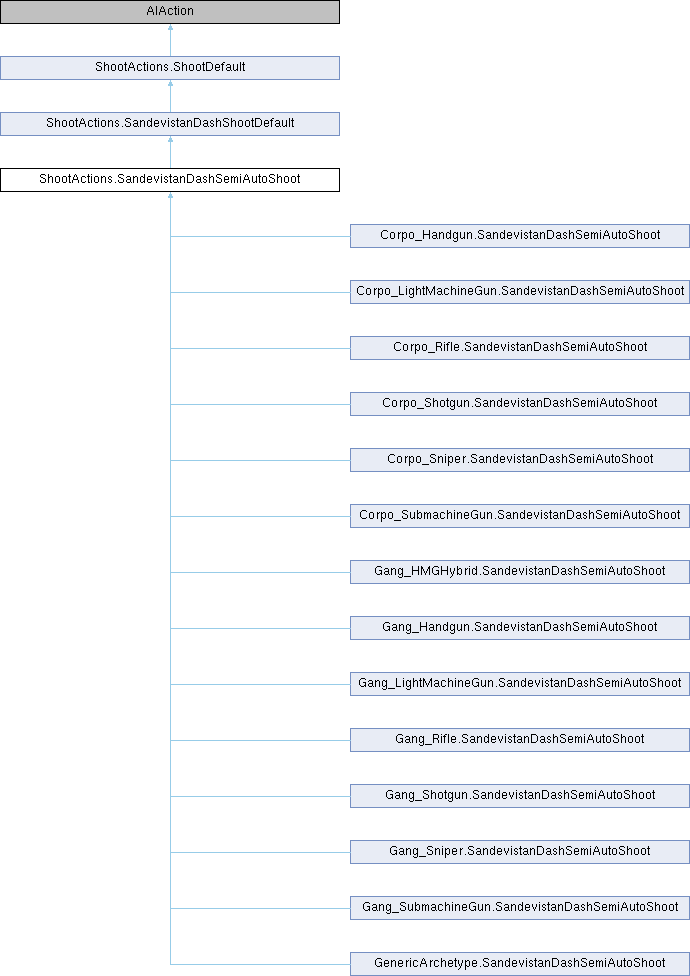 AIAction
ShootActions.ShootDefault
ShootActions.SandevistanDashShootDefault
ShootActions.SandevistanDashSemiAutoShoot
Corpo_Handgun.SandevistanDashSemiAutoShoot
Corpo_LightMachineGun.SandevistanDashSemiAutoShoot
Corpo_Rifle.SandevistanDashSemiAutoShoot
Corpo_Shotgun.SandevistanDashSemiAutoShoot
Corpo_Sniper.SandevistanDashSemiAutoShoot
Corpo_SubmachineGun.SandevistanDashSemiAutoShoot
Gang_HMGHybrid.SandevistanDashSemiAutoShoot
Gang_Handgun.SandevistanDashSemiAutoShoot
Gang_LightMachineGun.SandevistanDashSemiAutoShoot
Gang_Rifle.SandevistanDashSemiAutoShoot
Gang_Shotgun.SandevistanDashSemiAutoShoot
Gang_Sniper.SandevistanDashSemiAutoShoot
Gang_SubmachineGun.SandevistanDashSemiAutoShoot
GenericArchetype.SandevistanDashSemiAutoShoot